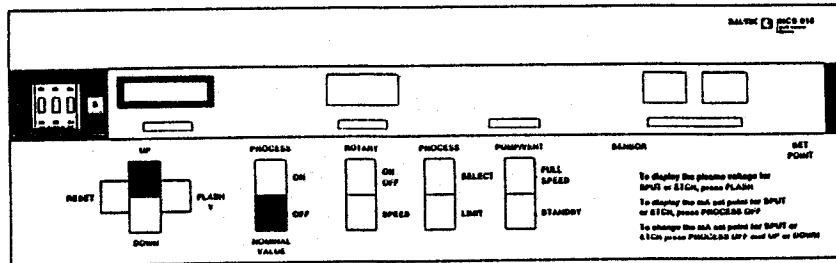 BALTEC MCS 010
UP PROCESS ROTARY PROCESS PUMP/VENT SENSOR SET
POINT
ON ON SELECT FULL
OFF SPEED
RESET FLASH
V
OFF SPEED LIMIT STANDBY
DOWN NOMINAL
VALUE
To display the plasma voltage for
SPUT or ETCH, press FLASH
To display the mA set point for SPUT
or ETCH, press PROCESS OFF
To change the mA set point for SPUT or
ETCH press PROCESS OFF and UP or DOWN